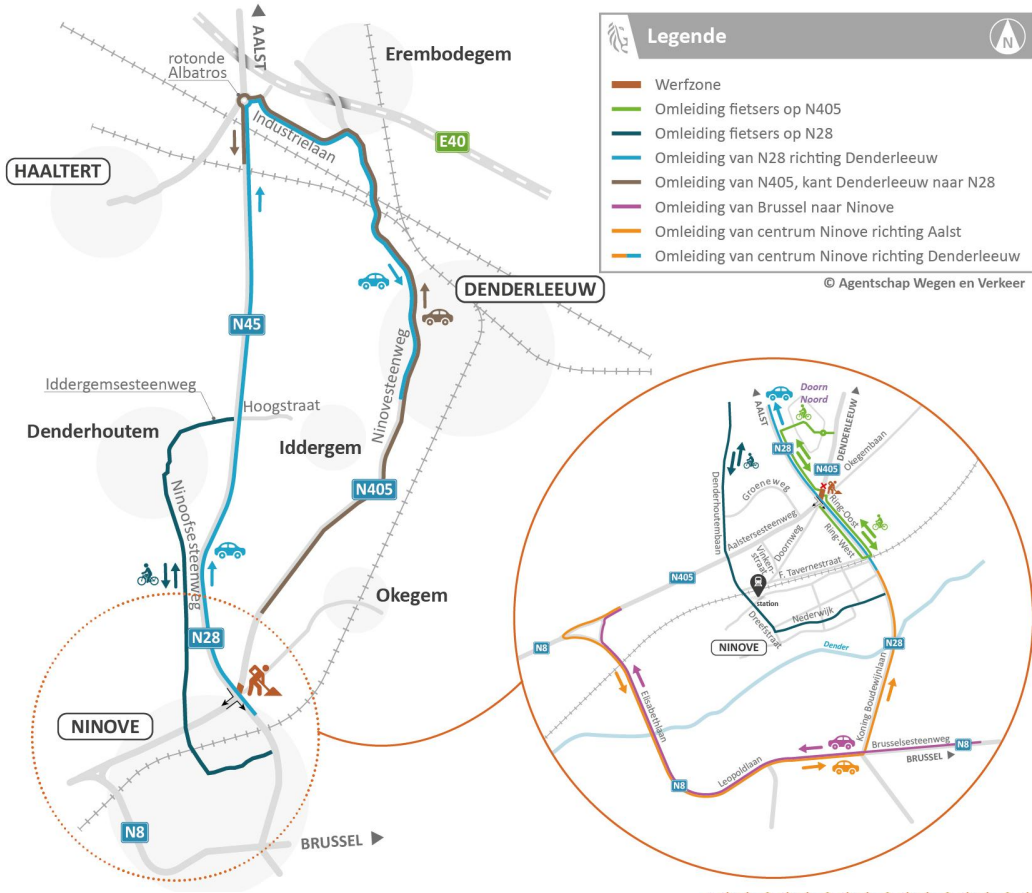 AALST
rotonde
Albatros
Erembodegem
Industrielaan
E40
HAALTERT
DENDERLEEUW
N45
Ninovesteenweg
Iddergemsesteenweg
Hoogstraat
Denderhoutem
Iddergem
N405
Ninoofsesteenweg
Okegem
N28
NINOVE
N8
BRUSSEL
Legende
N
Werfzone
Omleiding fietsers op N405
Omleiding fietsers op N28
Omleiding van N28 richting Denderleeuw
Omleiding van N405, kant Denderleeuw naar N28
Omleiding van Brussel naar Ninove
Omleiding van centrum Ninove richting Aalst
Omleiding van centrum Ninove richting Denderleeuw
© Agentschap Wegen en Verkeer
AALST
Doorn
Noord
DENDERLEEUW
N28
N405
Okegembaan
Denderhoutembaan
Groeneweg
Ring-Oost
Ring-West
Aalstersesteenweg
Doornweg
Vinken-
straat
F. Tavernestraat
N405
station
Nederwijk
Dreefstraat
NINOVE
Dender
N28
N8
Elisabethlaan
Koning Boudewijnlaan
Brusselsesteenweg
N8
BRUSSEL
Leopoldlaan
N8